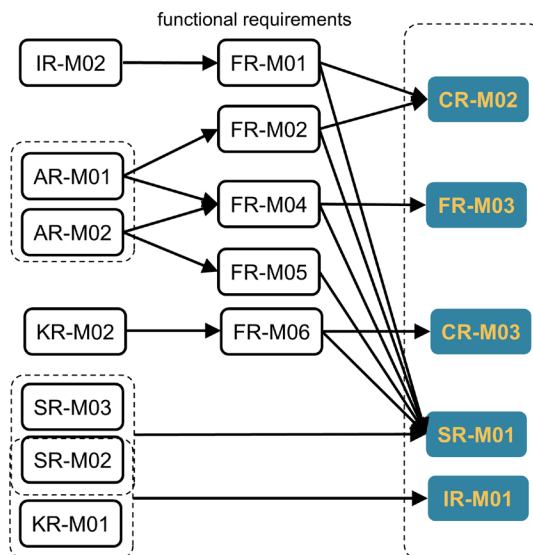 functional requirements
IR-M02
FR-M01
CR-M02
FR-M02
AR-M01
AR-M02
FR-M04
FR-M03
FR-M05
KR-M02
FR-M06
CR-M03
SR-M03
SR-M01
SR-M02
IR-M01
KR-M01